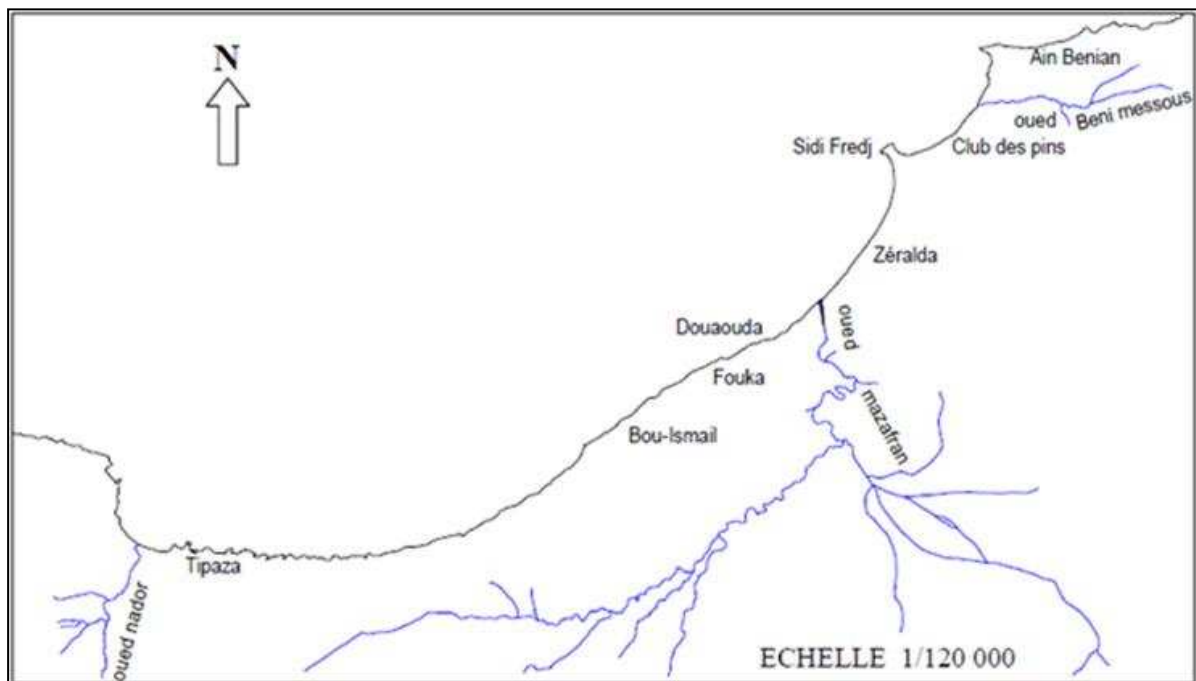 N
Ain Benian
oued Beni messous
Sidi Fredj
Club des pins
Zéralda
oued mazafran
Douaouda
Fouka
Bou-Ismail
Tipaza
oued nador
ECHELLE 1/120 000